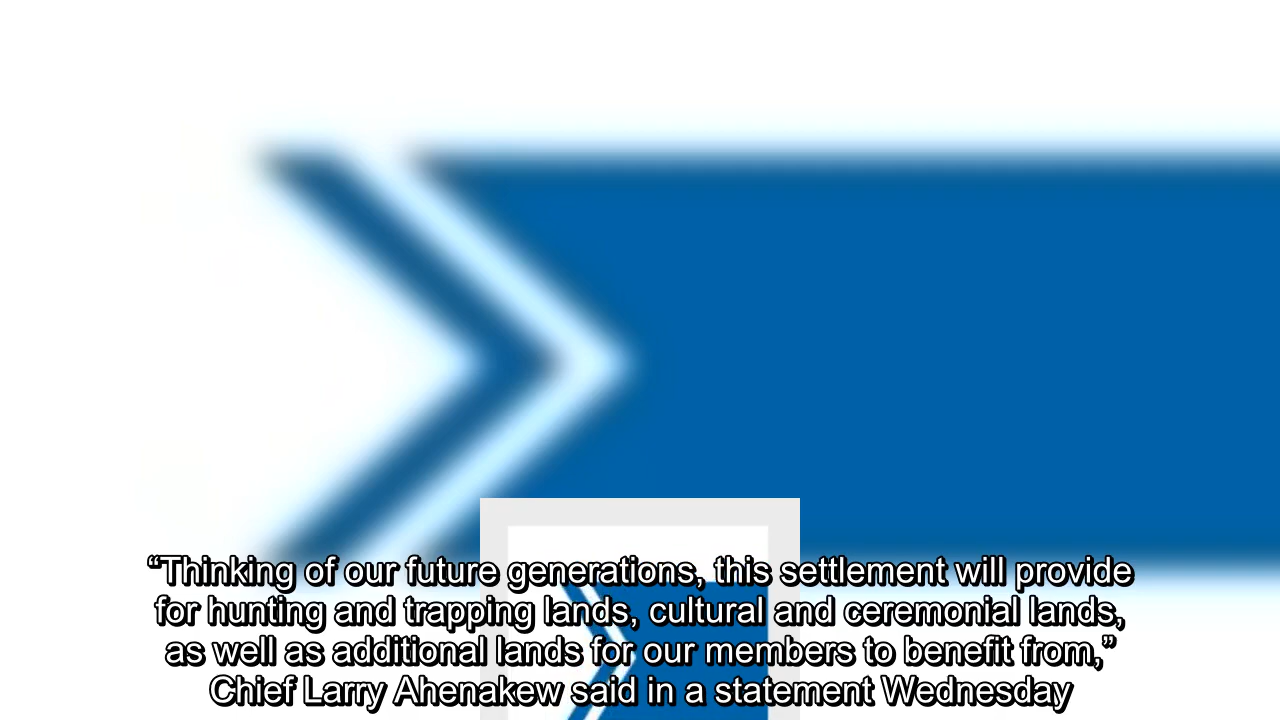 “Thinking of our future generations, this settlement will provide
for hunting and trapping lands, cultural and ceremonial lands,
as well as additional lands for our members to benefit from,”
Chief Larry Ahenakew said in a statement Wednesday